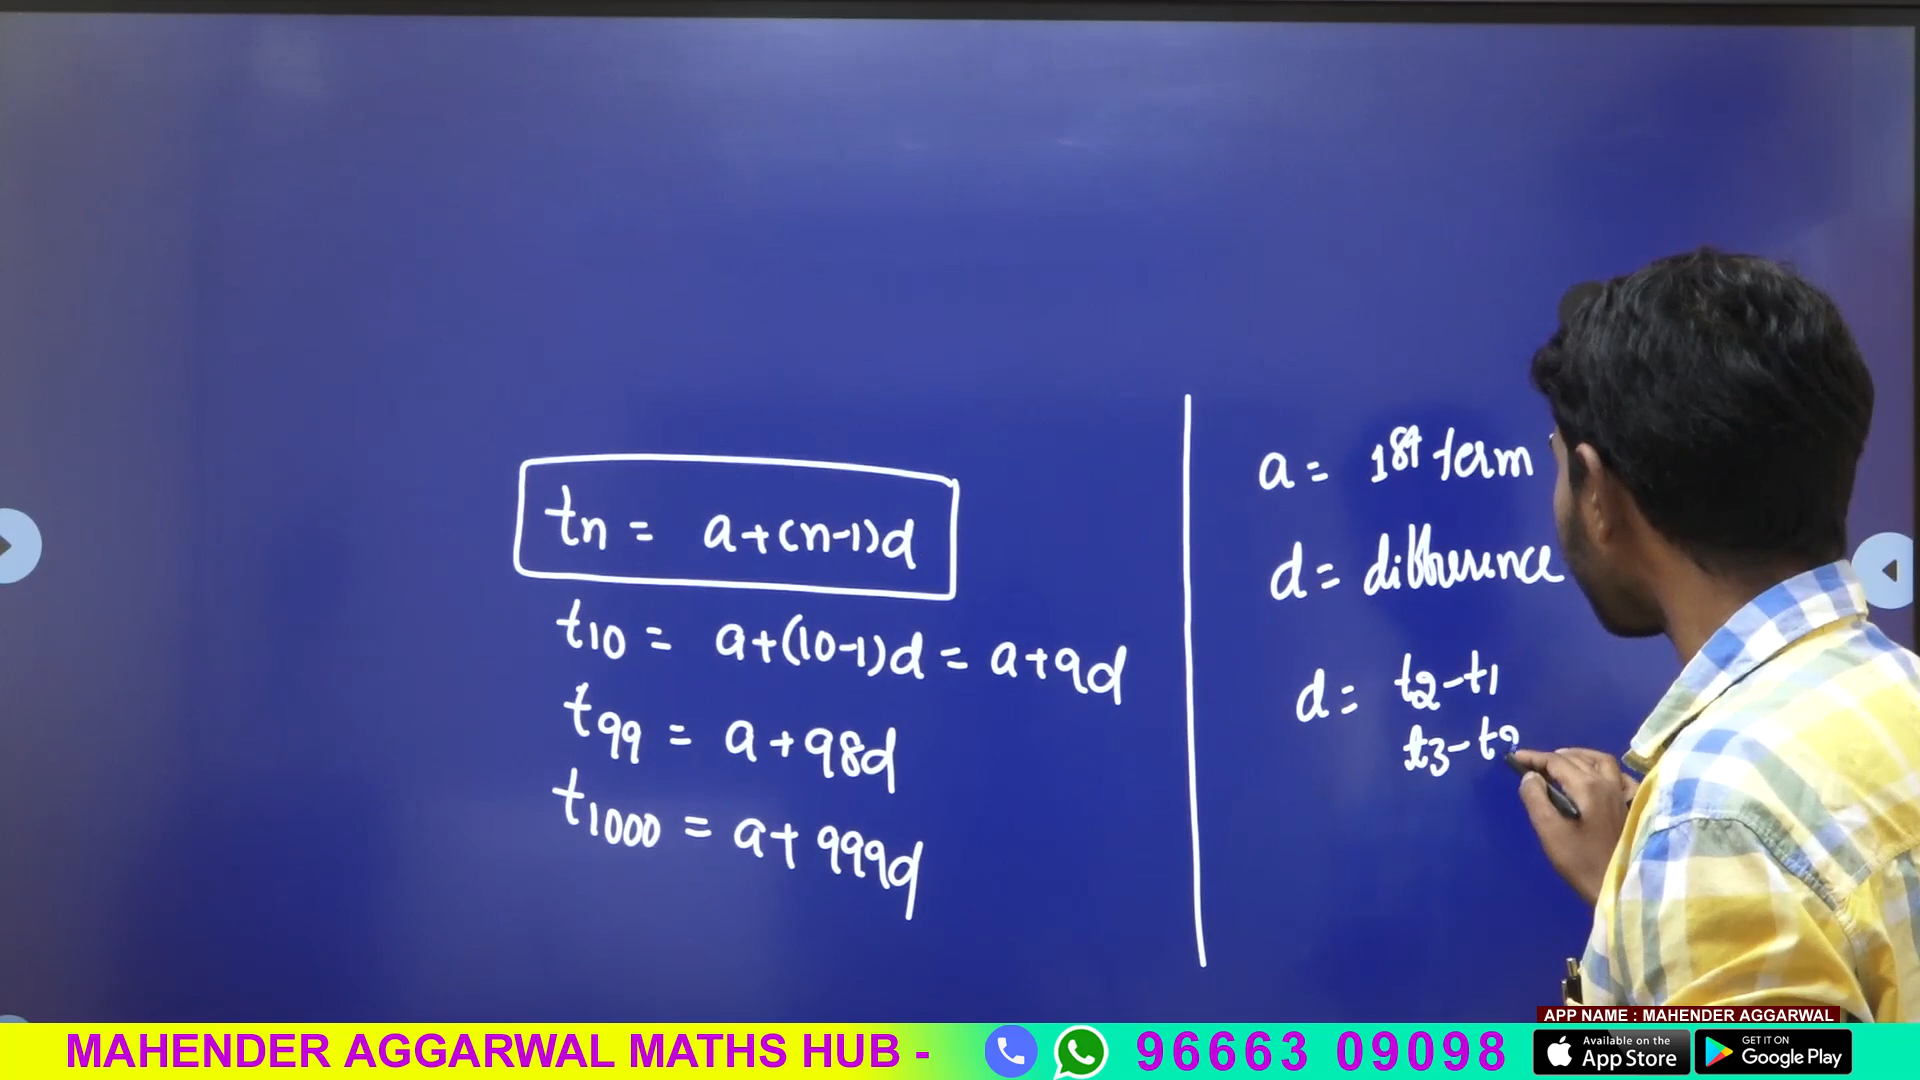 tn = a+(n-1)d
t10 = a+(10-1)d = a+9d
t99 = a+98d
t1000 = a+999d
a = 1st term
d = difference
d = t2-t1
t3-t2
APP NAME : MAHENDER AGGARWAL
MAHENDER AGGARWAL MATHS HUB - 96663 09098
Available on the App Store
GET IT ON Google Play